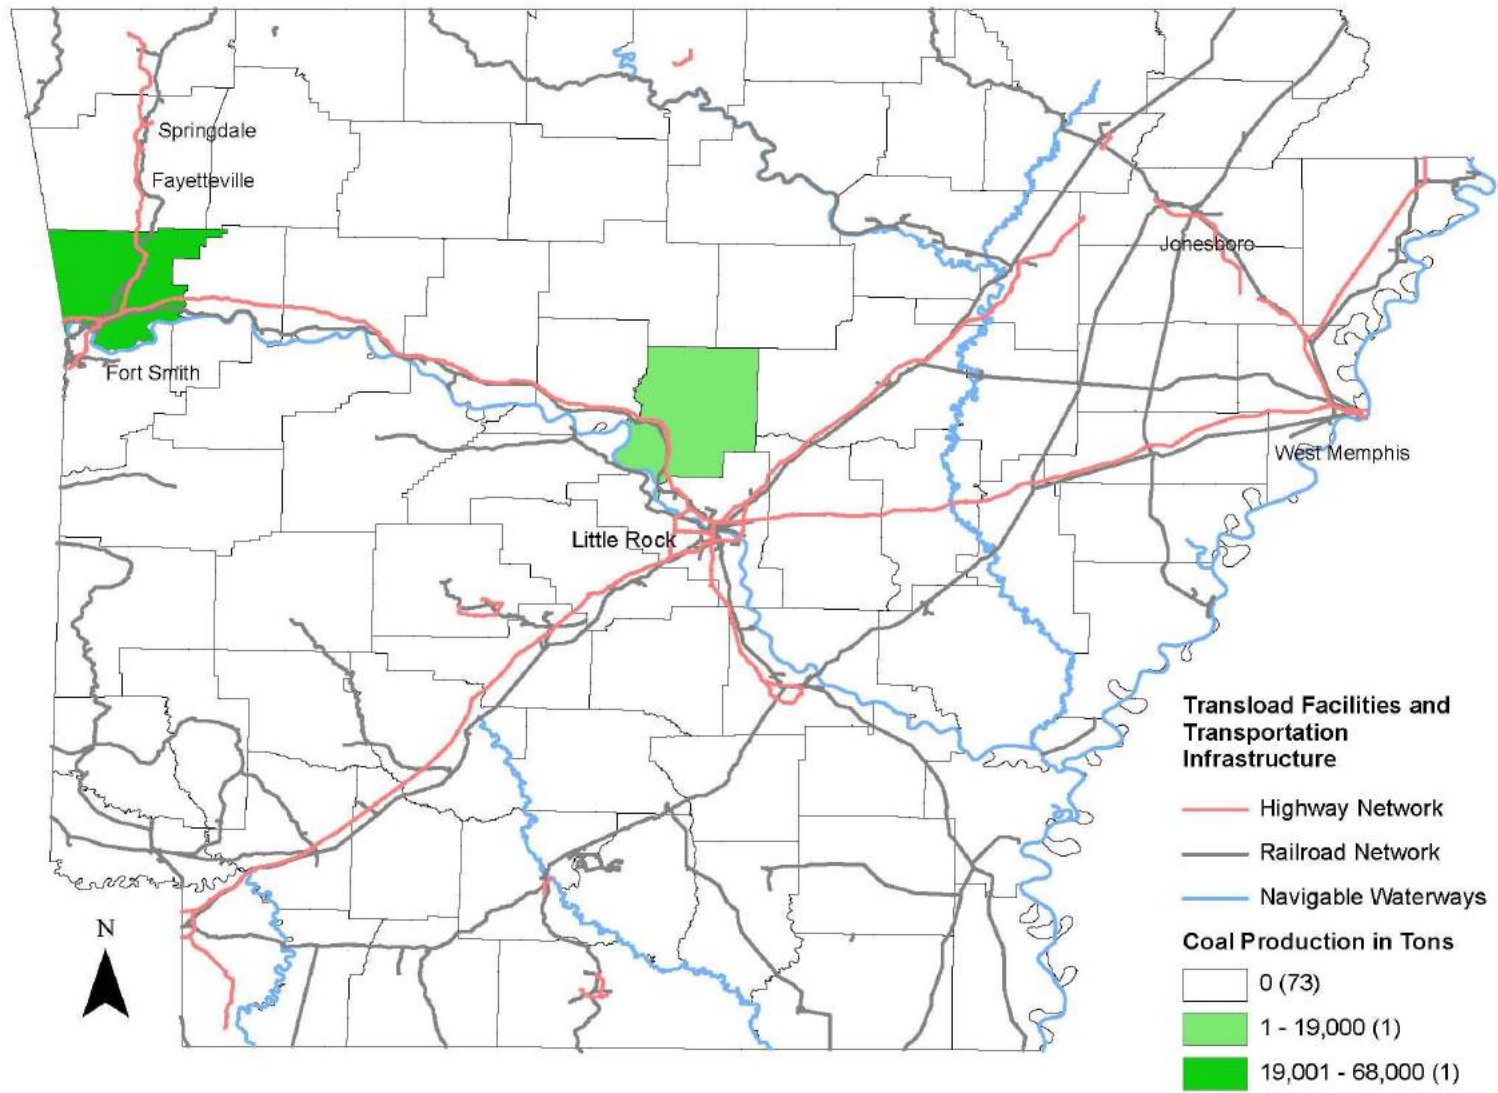 Springdale
Fayetteville
Jonesboro
Fort Smith
West Memphis
Little Rock
Transload Facilities and
Transportation
Infrastructure
Highway Network
Railroad Network
Navigable Waterways
N
Coal Production in Tons
0 (73)
1 - 19,000 (1)
19,001 - 68,000 (1)